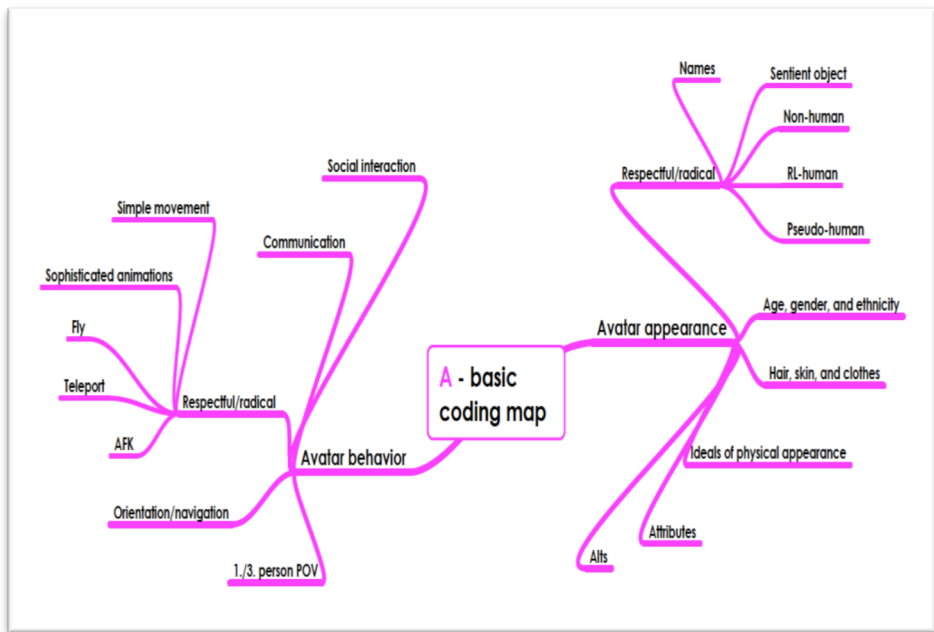 Names
Sentient object
Non-human
Social interaction
Respectful/radical
RL-human
Simple movement
Pseudo-human
Communication
Sophisticated animations
Age, gender, and ethnicity
Fly
Avatar appearance
A - basic
coding map
Hair, skin, and clothes
Teleport
Respectful/radical
AFK
Avatar behavior
Ideals of physical appearance
Orientation/navigation
Attributes
Alts
1./3. person POV